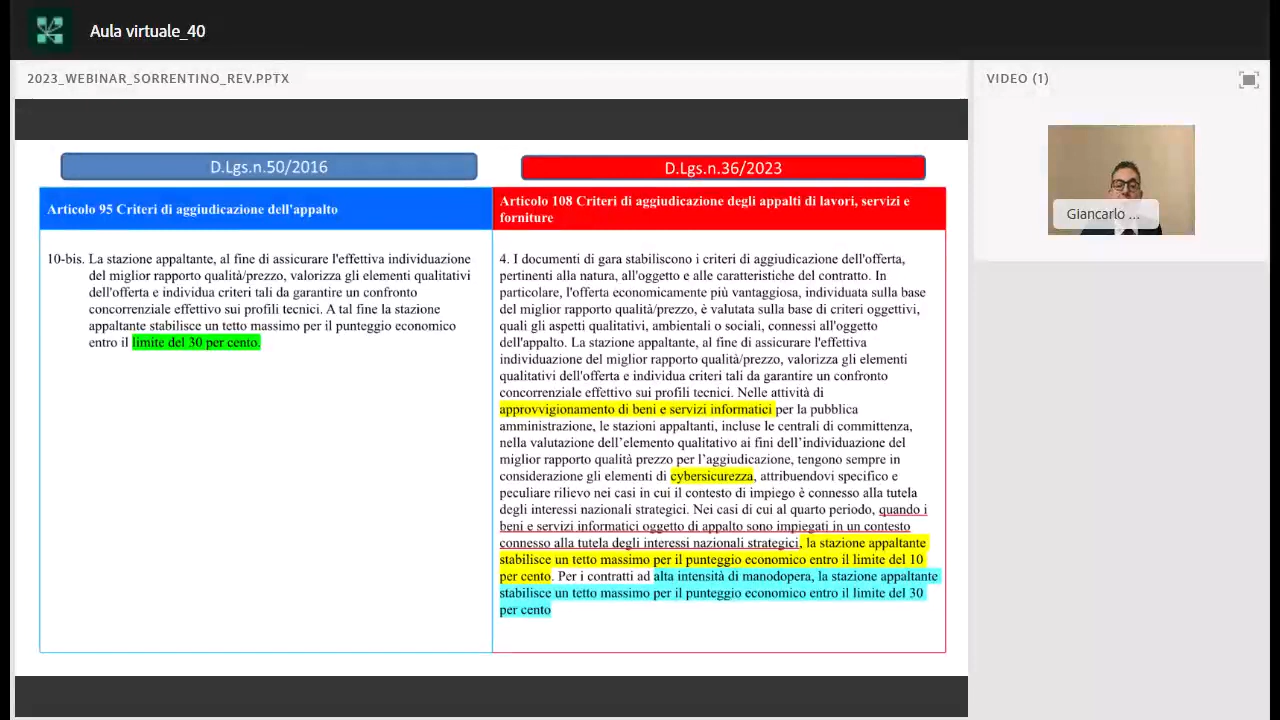 Aula virtuale_40
2023_WEBINAR_SORRENTINO_REV.PPTX
VIDEO (1)
Giancarlo ...
D.Lgs.n.50/2016
D.Lgs.n.36/2023
Articolo 95 Criteri di aggiudicazione dell'appalto
Articolo 108 Criteri di aggiudicazione degli appalti di lavori, servizi e
forniture
10-bis. La stazione appaltante, al fine di assicurare l'effettiva individuazione
del miglior rapporto qualità/prezzo, valorizza gli elementi qualitativi
dell'offerta e individua criteri tali da garantire un confronto
concorrenziale effettivo sui profili tecnici. A tal fine la stazione
appaltante stabilisce un tetto massimo per il punteggio economico
entro il limite del 30 per cento.
4. I documenti di gara stabiliscono i criteri di aggiudicazione dell'offerta,
pertinenti alla natura, all'oggetto e alle caratteristiche del contratto. In
particolare, l'offerta economicamente più vantaggiosa, individuata sulla base
del miglior rapporto qualità/prezzo, è valutata sulla base di criteri oggettivi,
quali gli aspetti qualitativi, ambientali o sociali, connessi all'oggetto
dell'appalto. La stazione appaltante, al fine di assicurare l'effettiva
individuazione del miglior rapporto qualità/prezzo, valorizza gli elementi
qualitativi dell'offerta e individua criteri tali da garantire un confronto
concorrenziale effettivo sui profili tecnici. Nelle attività di
approvvigionamento di beni e servizi informatici per la pubblica
amministrazione, le stazioni appaltanti, incluse le centrali di committenza,
nella valutazione dell’elemento qualitativo ai fini dell’individuazione del
miglior rapporto qualità prezzo per l’aggiudicazione, tengono sempre in
considerazione gli elementi di cybersicurezza, attribuendovi specifico e
peculiare rilievo nei casi in cui il contesto di impiego è connesso alla tutela
degli interessi nazionali strategici. Nei casi di cui al quarto periodo, quando i
beni e servizi informatici oggetto di appalto sono impiegati in un contesto
connesso alla tutela degli interessi nazionali strategici, la stazione appaltante
stabilisce un tetto massimo per il punteggio economico entro il limite del 10
per cento. Per i contratti ad alta intensità di manodopera, la stazione appaltante
stabilisce un tetto massimo per il punteggio economico entro il limite del 30
per cento